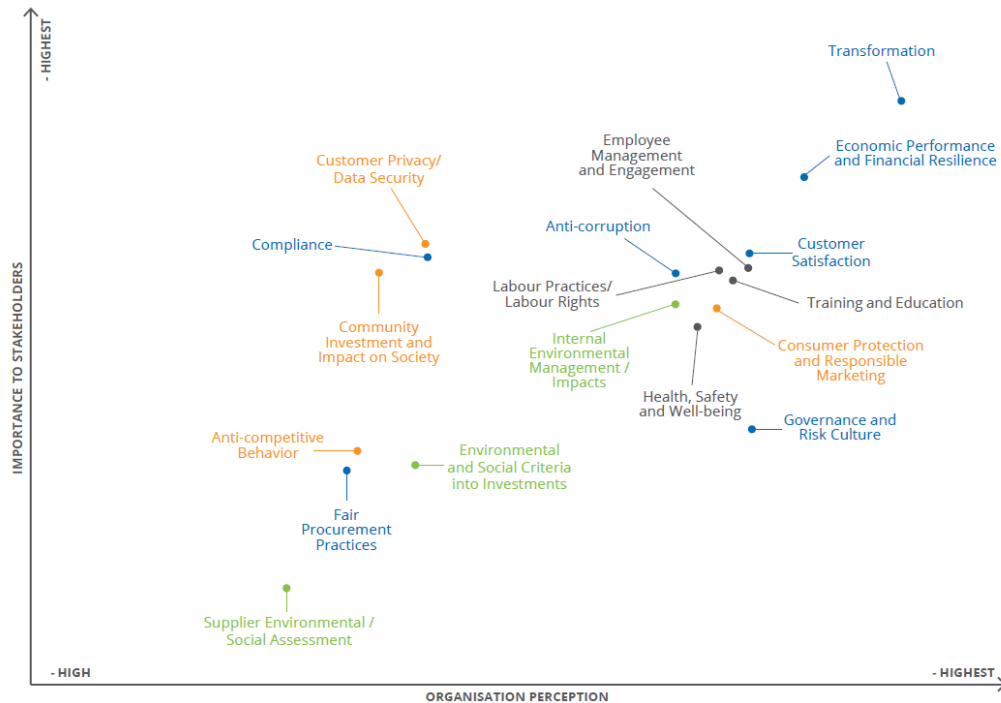 - HIGHEST
Transformation
Employee
Management
and Engagement
Economic Performance
and Financial Resilience
Customer Privacy/
Data Security
Anti-corruption
Compliance
Customer
Satisfaction
Labour Practices/
Labour Rights
Training and Education
Community
Investment and
Impact on Society
Internal
Environmental
Management /
Impacts
Consumer Protection
and Responsible
Marketing
Health, Safety
and Well-being
Governance and
Risk Culture
IMPORTANCE TO STAKEHOLDERS
Anti-competitive
Behavior
Environmental
and Social Criteria
into Investments
Fair
Procurement
Practices
Supplier Environmental /
Social Assessment
- HIGH
- HIGHEST
ORGANISATION PERCEPTION